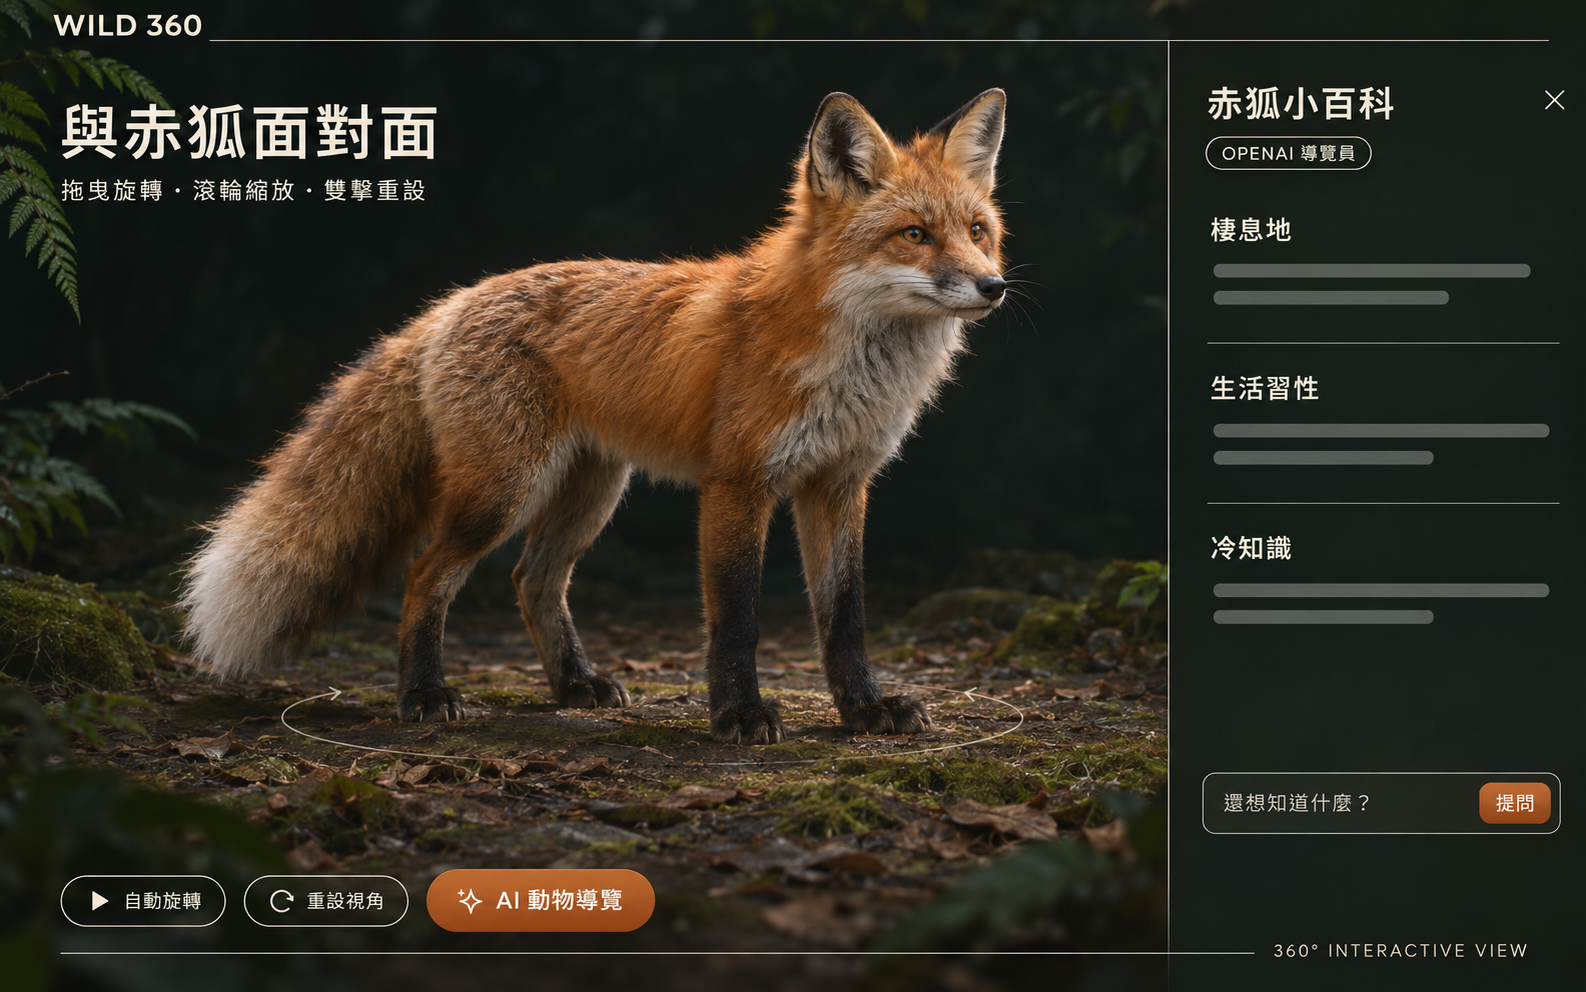 WILD 360
與赤狐面對面
拖曳旋轉・滾輪縮放・雙擊重設
赤狐小百科
OPENAI 導覽員
棲息地
生活習性
冷知識
還想知道什麼？
提問
自動旋轉
重設視角
AI 動物導覽
360° INTERACTIVE VIEW